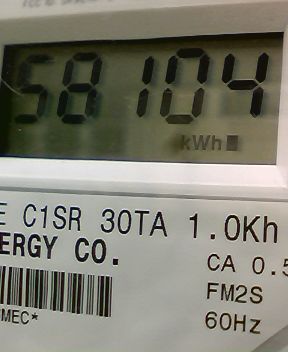 58104
kWh
E C1SR 30TA 1.0Kh
ERGY CO.
CA 0.5
FM2S
MEC*
60Hz